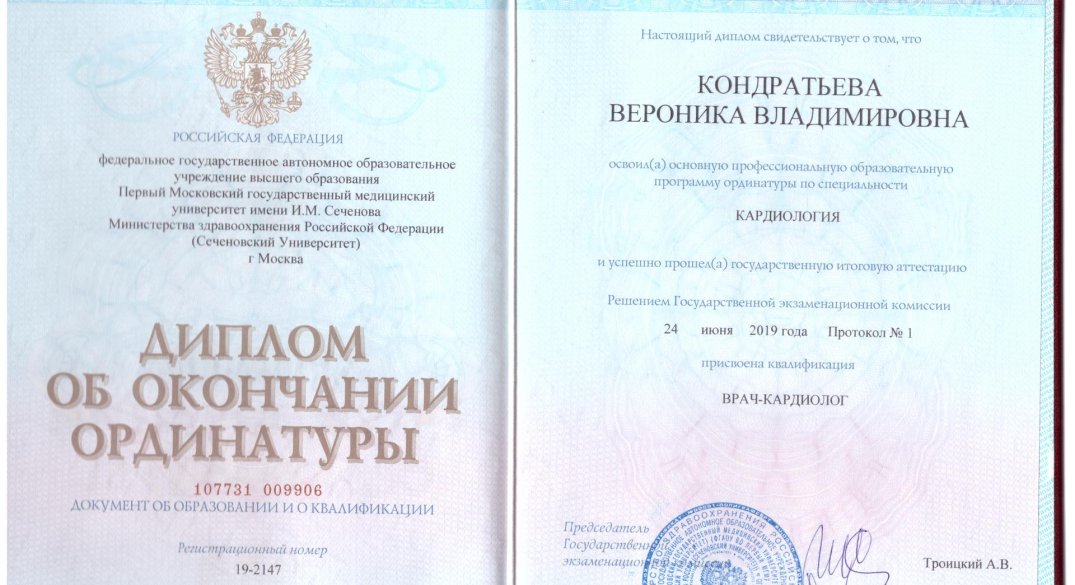 РОССИЙСКАЯ ФЕДЕРАЦИЯ
федеральное государственное автономное образовательное
учреждение высшего образования
Первый Московский государственный медицинский
университет имени И.М. Сеченова
Министерства здравоохранения Российской Федерации
(Сеченовский Университет)
г Москва
ДИПЛОМ
ОБ ОКОНЧАНИИ
ОРДИНАТУРЫ
107731 009906
ДОКУМЕНТ ОБ ОБРАЗОВАНИИ И О КВАЛИФИКАЦИИ
Регистрационный номер
19-2147
Настоящий диплом свидетельствует о том, что
КОНДРАТЬЕВА
ВЕРОНИКА ВЛАДИМИРОВНА
освоил(а) основную профессиональную образовательную
программу ординатуры по специальности
КАРДИОЛОГИЯ
и успешно прошел(а) государственную итоговую аттестацию
Решением Государственной экзаменационной комиссии
24 июня 2019 года Протокол № 1
присвоена квалификация
ВРАЧ-КАРДИОЛОГ
Председатель
Государственной
экзаменационной комиссии
Троицкий А.В.